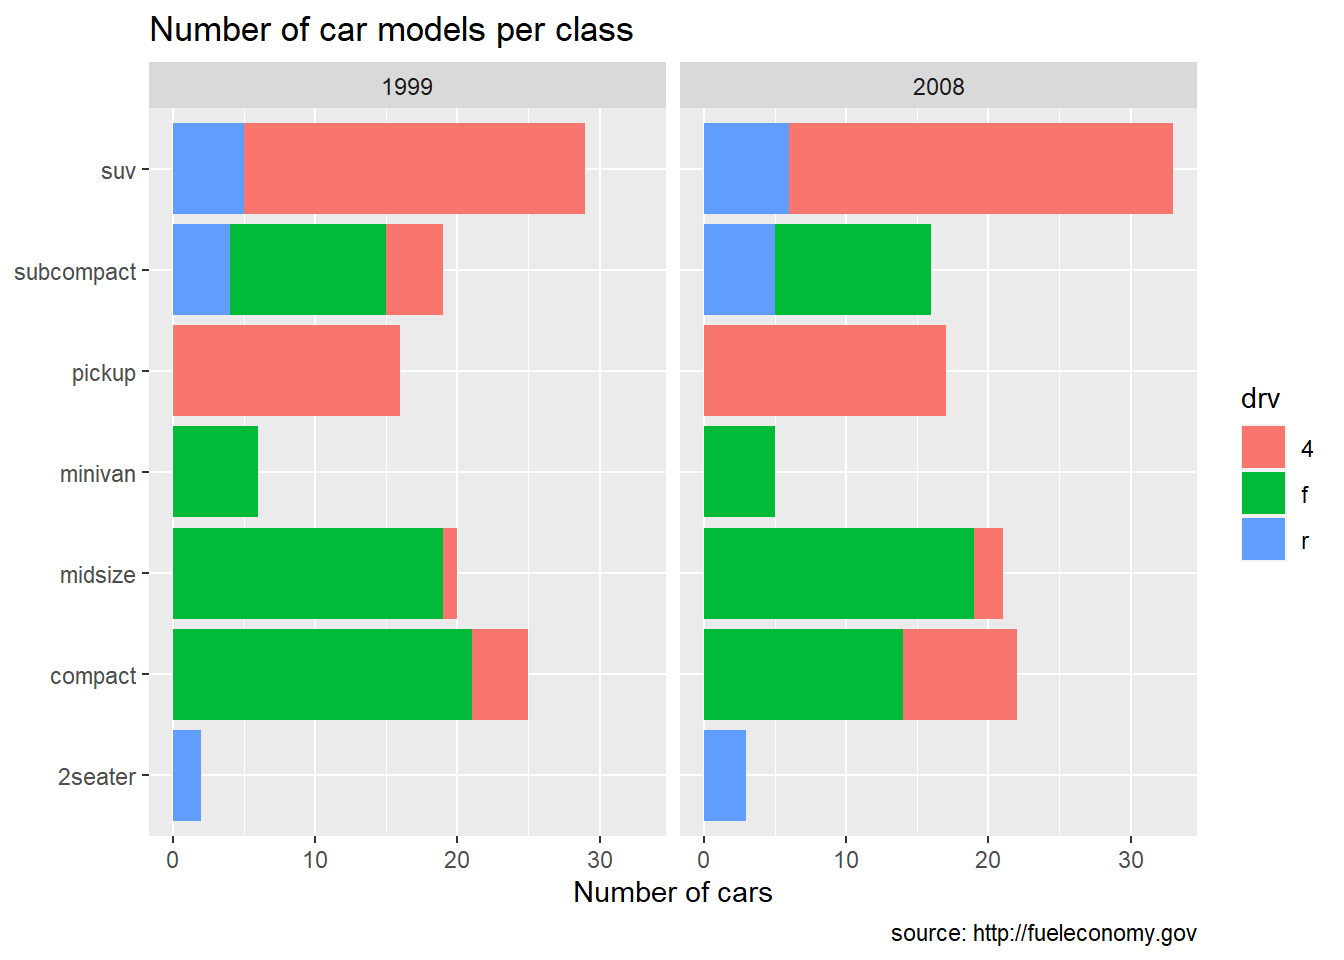 Number of car models per class
1999
2008
suv
subcompact
pickup
minivan
midsize
compact
2seater
0 10 20 30
0 10 20 30
Number of cars
drv
4
f
r
source: http://fueleconomy.gov